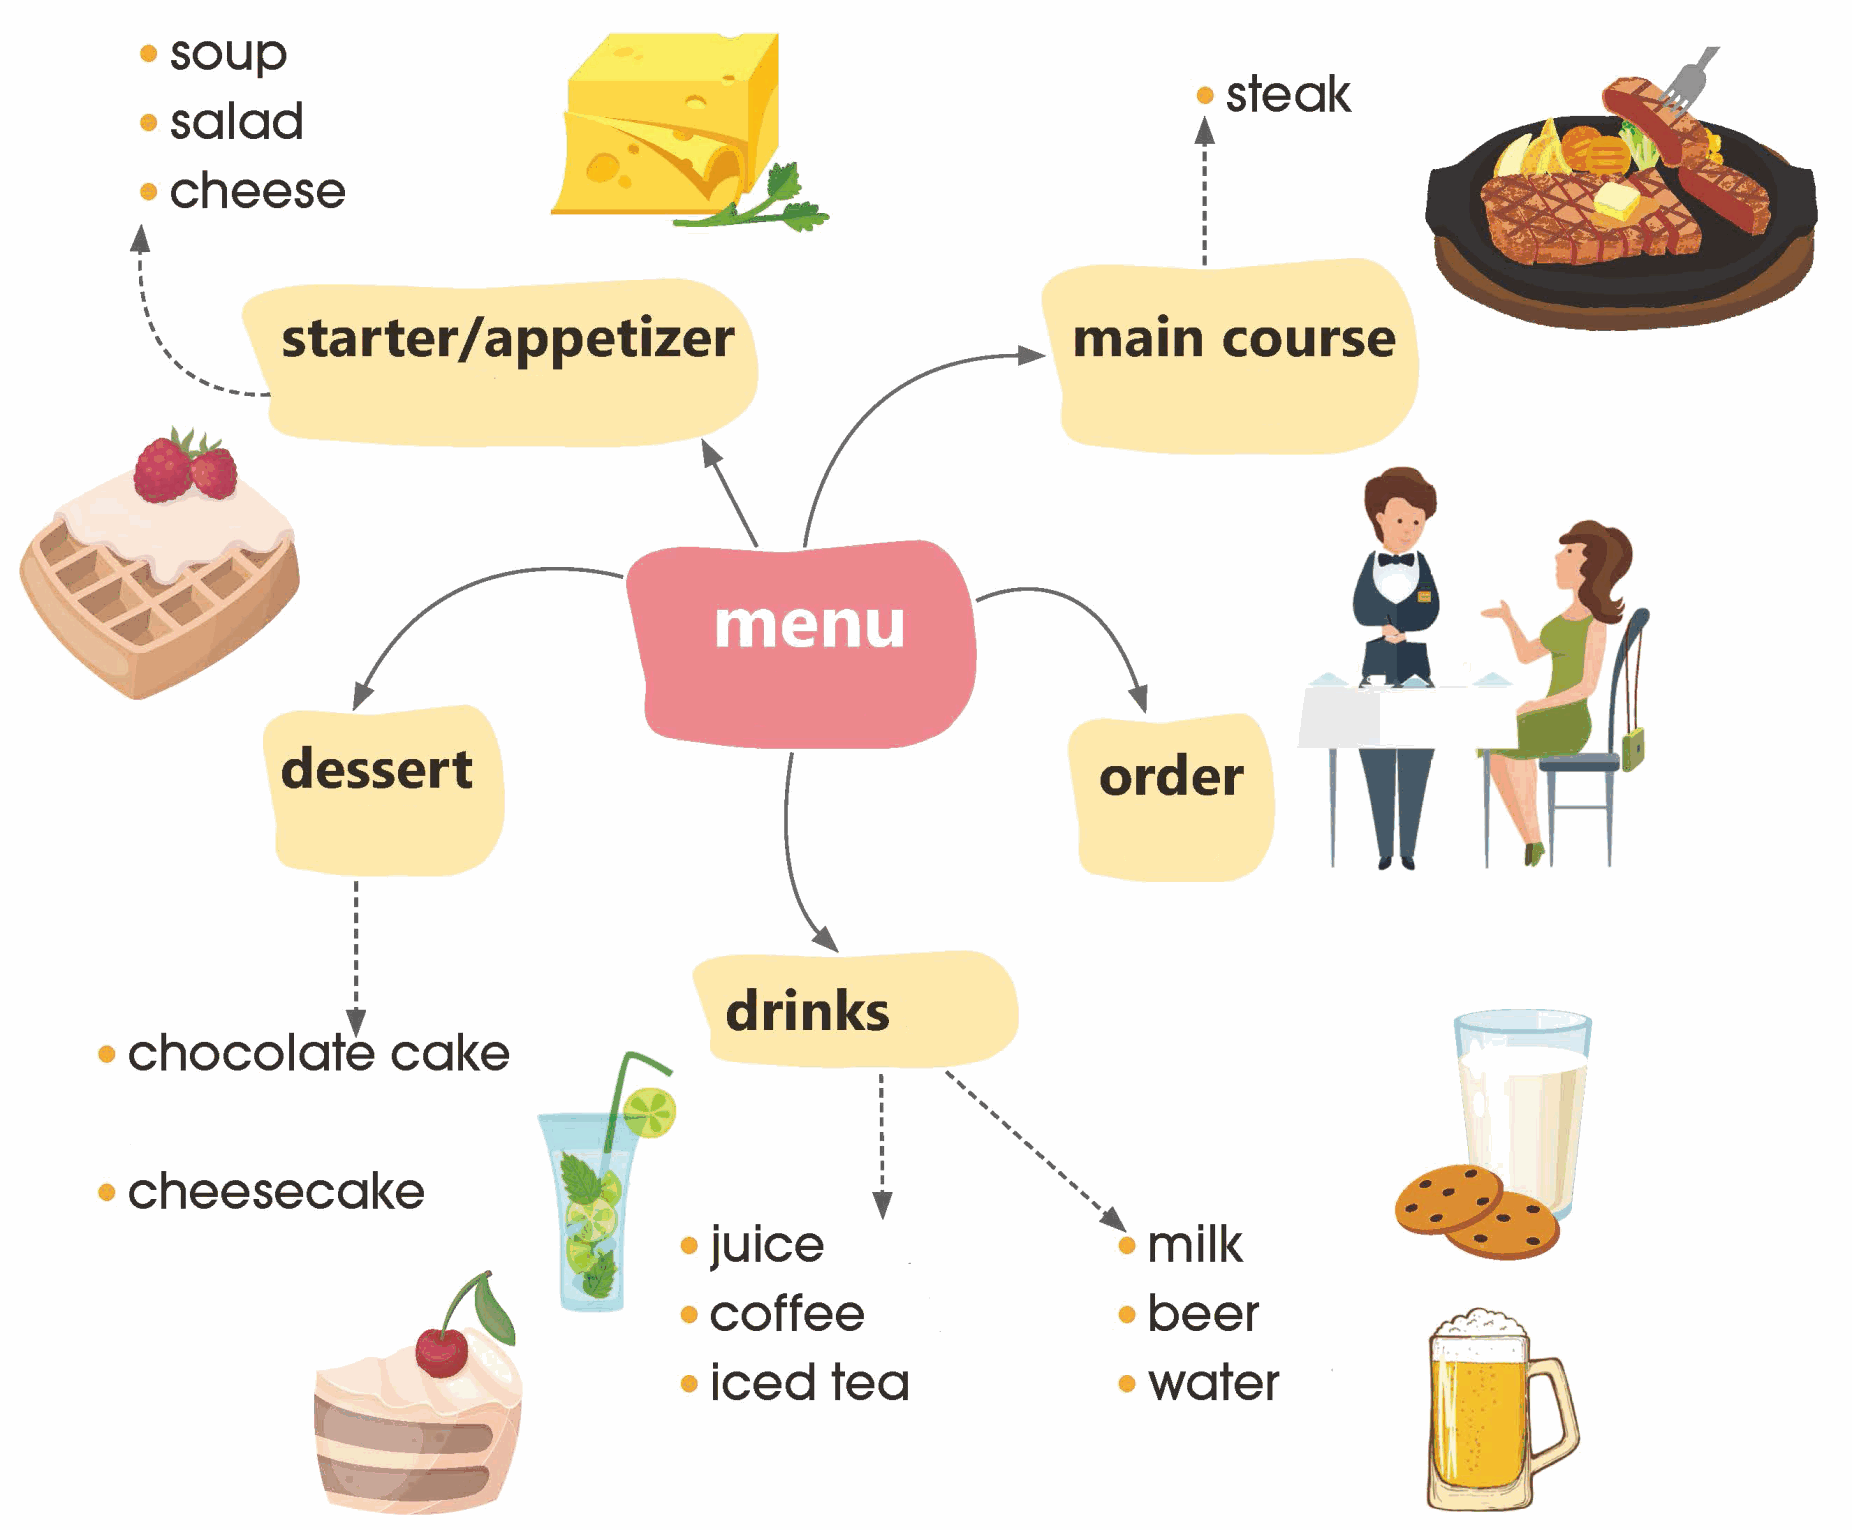 soup
salad
cheese
steak
starter/appetizer
main course
menu
dessert
order
drinks
chocolate cake
cheesecake
juice
coffee
iced tea
milk
beer
water